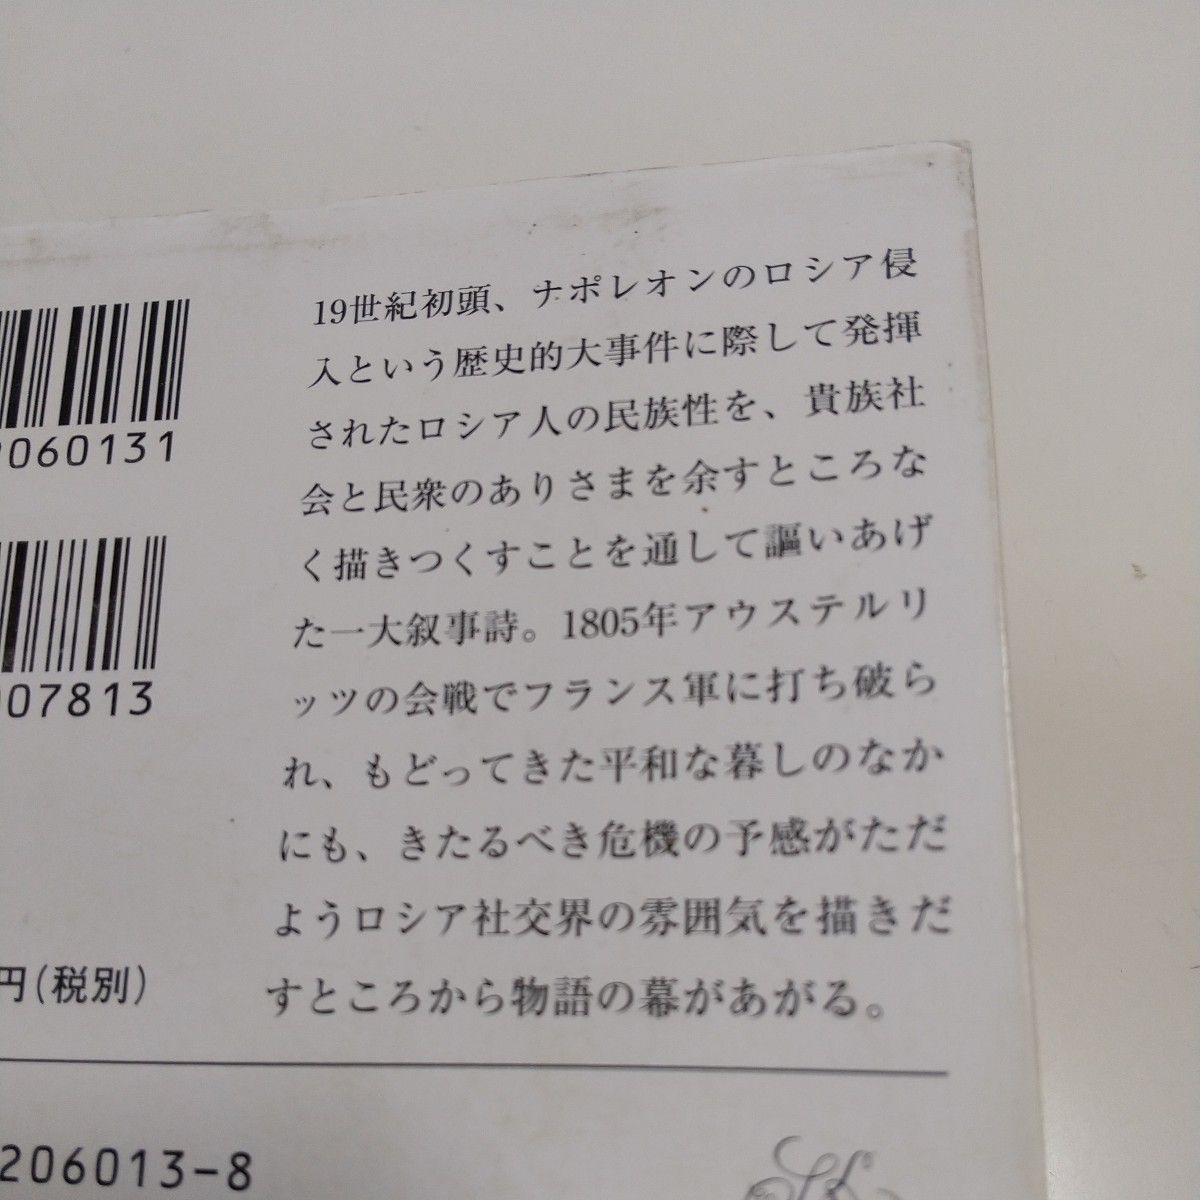 19世紀初頭、ナポレオンのロシア侵
入という歴史的大事件に際して発揮
されたロシア人の民族性を、貴族社
会と民衆のありさまを余すところな
く描きつくすことを通して謳いあげ
た一大叙事詩。1805年アウステルリ
ッツの会戦でフランス軍に打ち破ら
れ、もどってきた平和な暮しのなか
にも、きたるべき危機の予感がただ
ようロシア社交界の雰囲気を描きだ
すところから物語の幕があがる。
060131
07813
円(税別)
206013-8